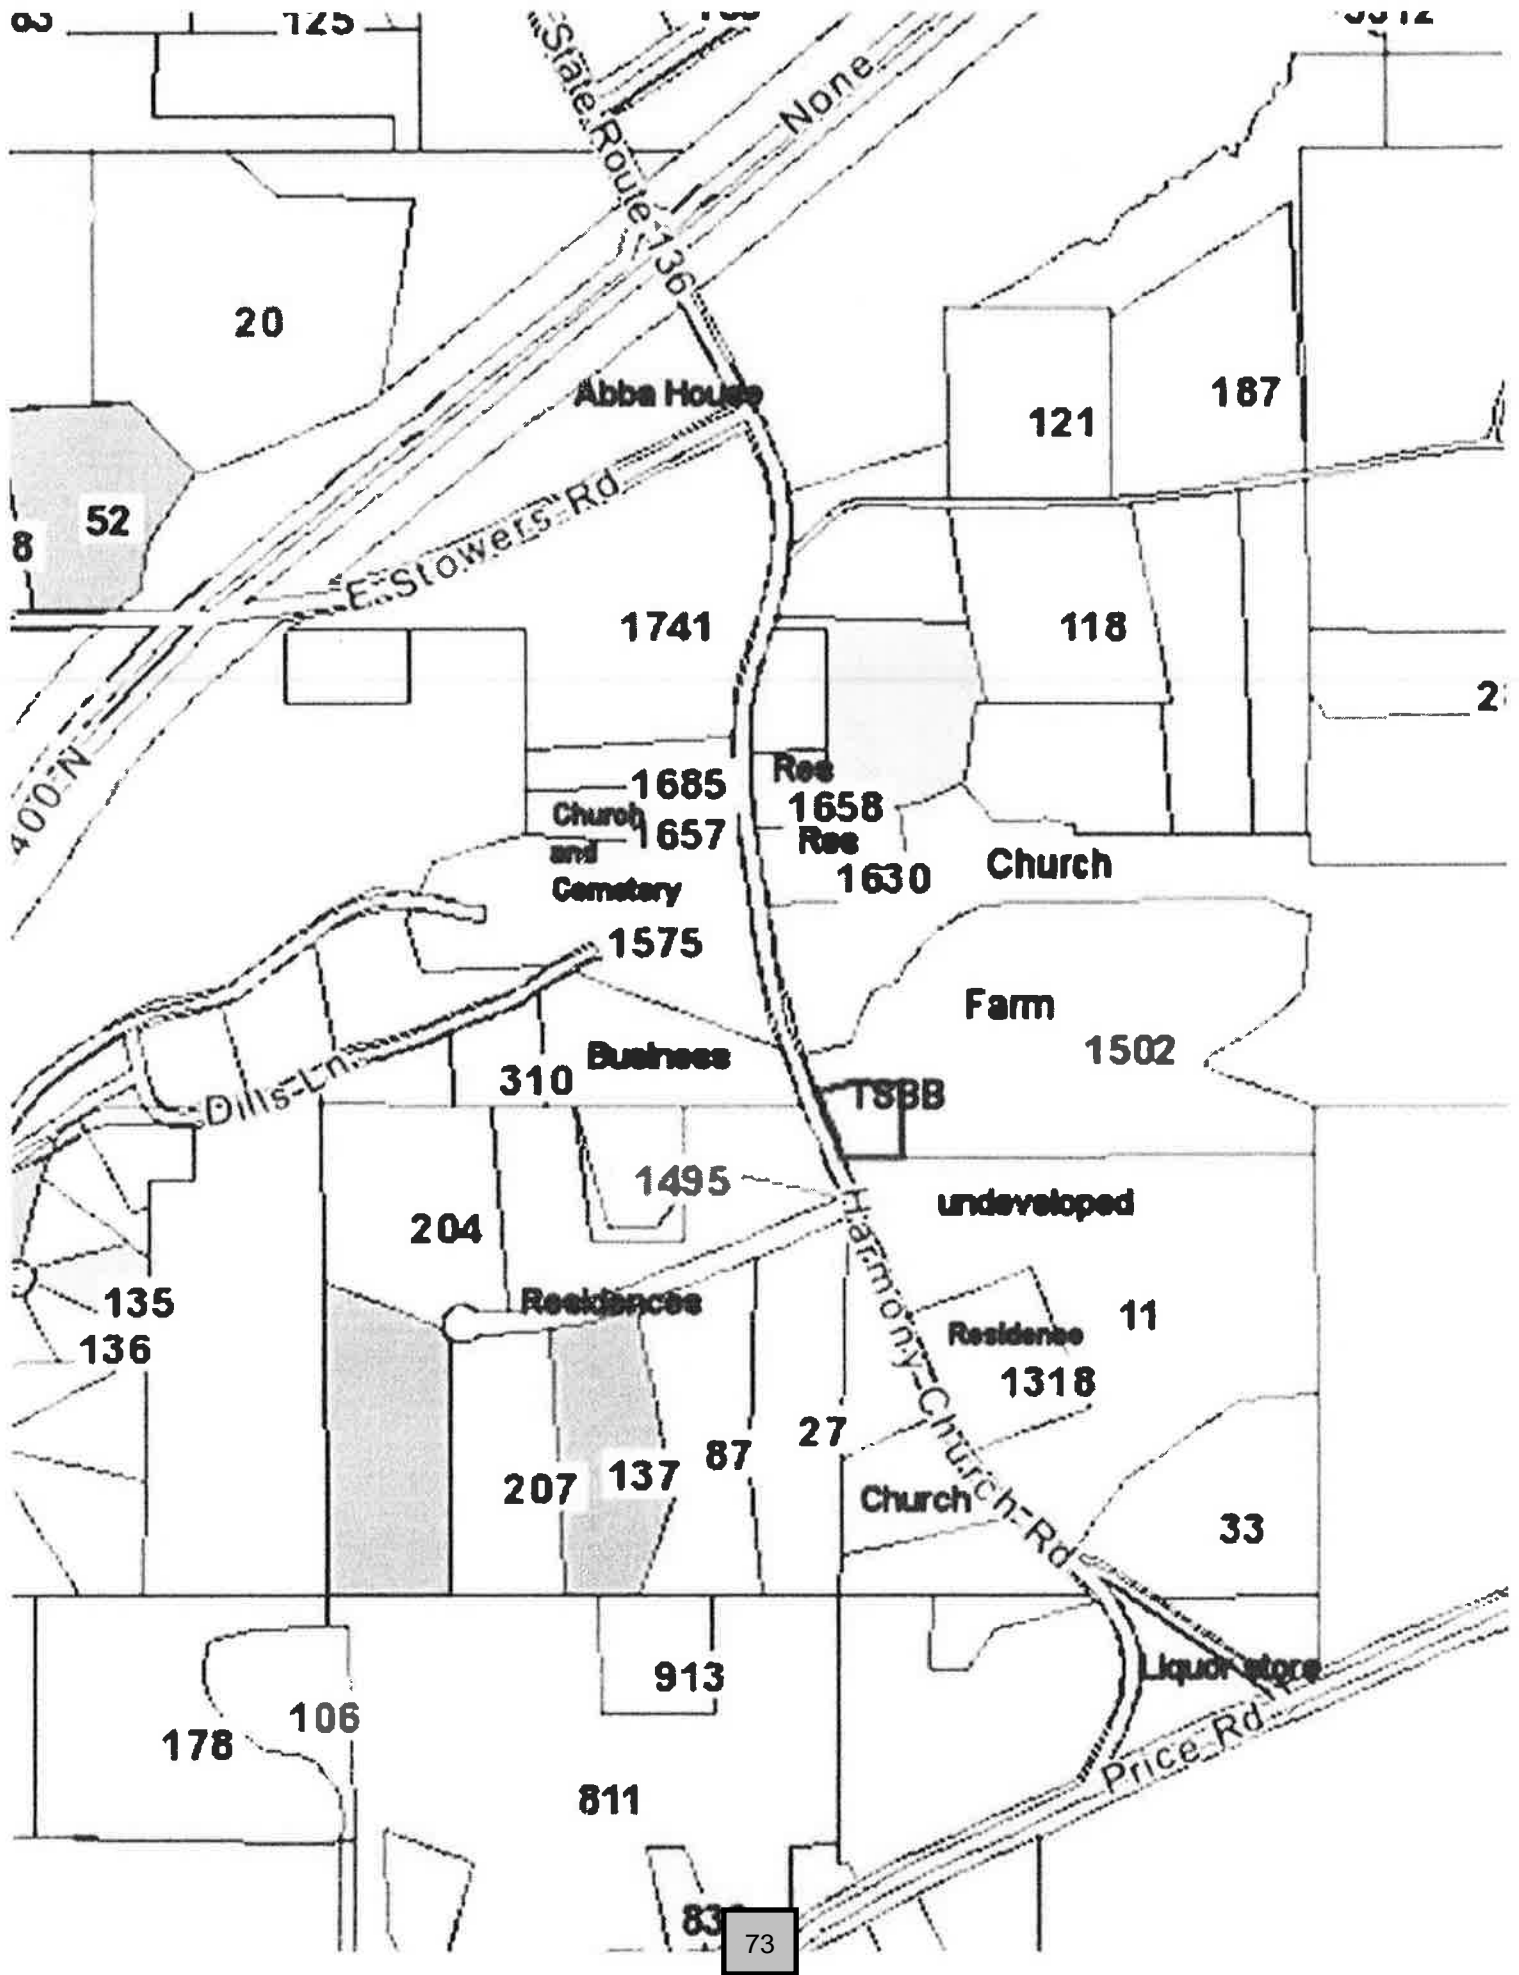 125
State Route 136
None
20
Abba House
187
121
52
8
E Stowers Rd
1741
118
400 N
1685
Res
1658
Church
1657
Res
and
1630
Church
Cemetery
1575
Farm
1502
Business
310
TSBB
Dills Ln
1495
undeveloped
204
Harmony Church Rd
135
Residences
11
136
Residence
1318
27
87
137
207
Church
33
913
Liquor store
106
178
Price Rd
811
73